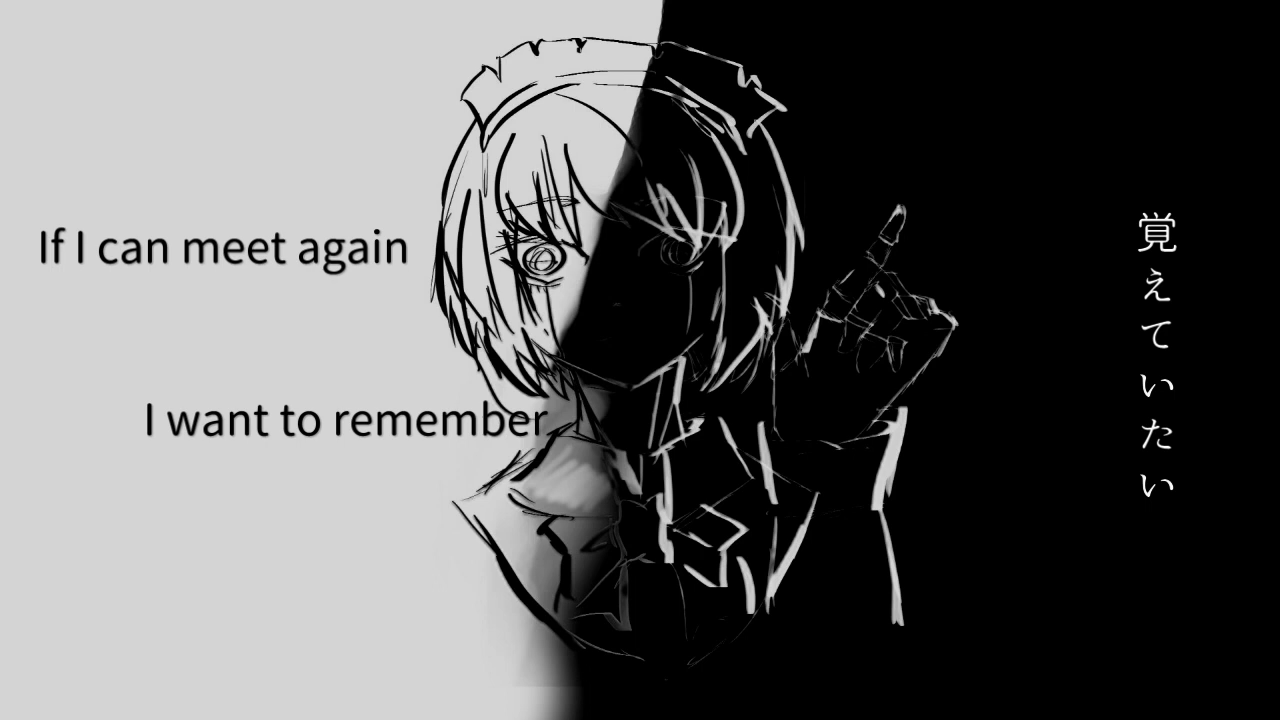 If I can meet again
I want to remember
覚えていたい